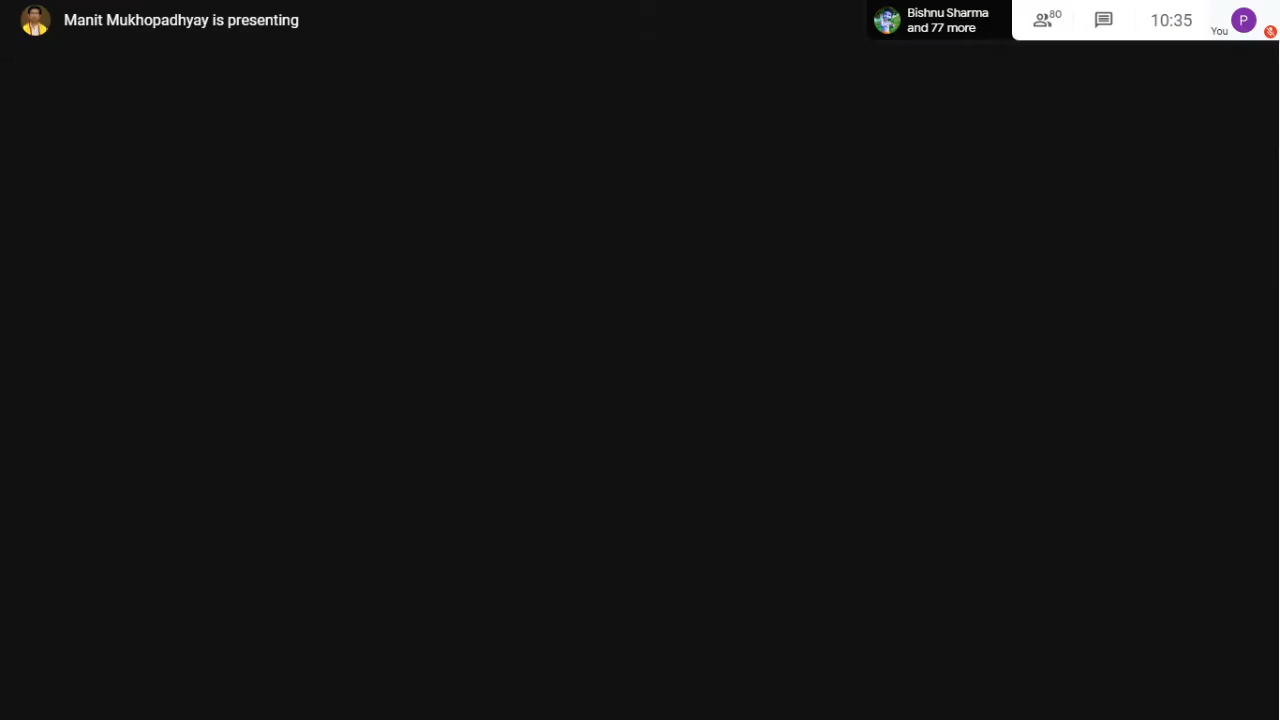 Manit Mukhopadhyay is presenting
Bishnu Sharma
and 77 more
80
10:35
You
P